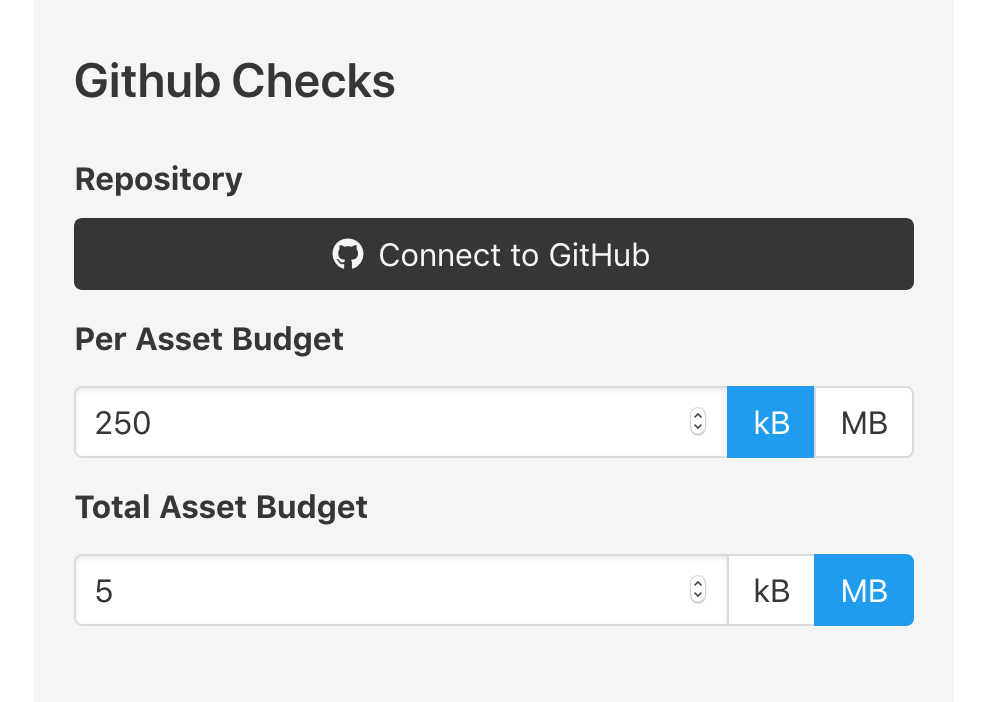 Github Checks
Repository
Connect to GitHub
Per Asset Budget
250 kB MB
Total Asset Budget
5 kB MB